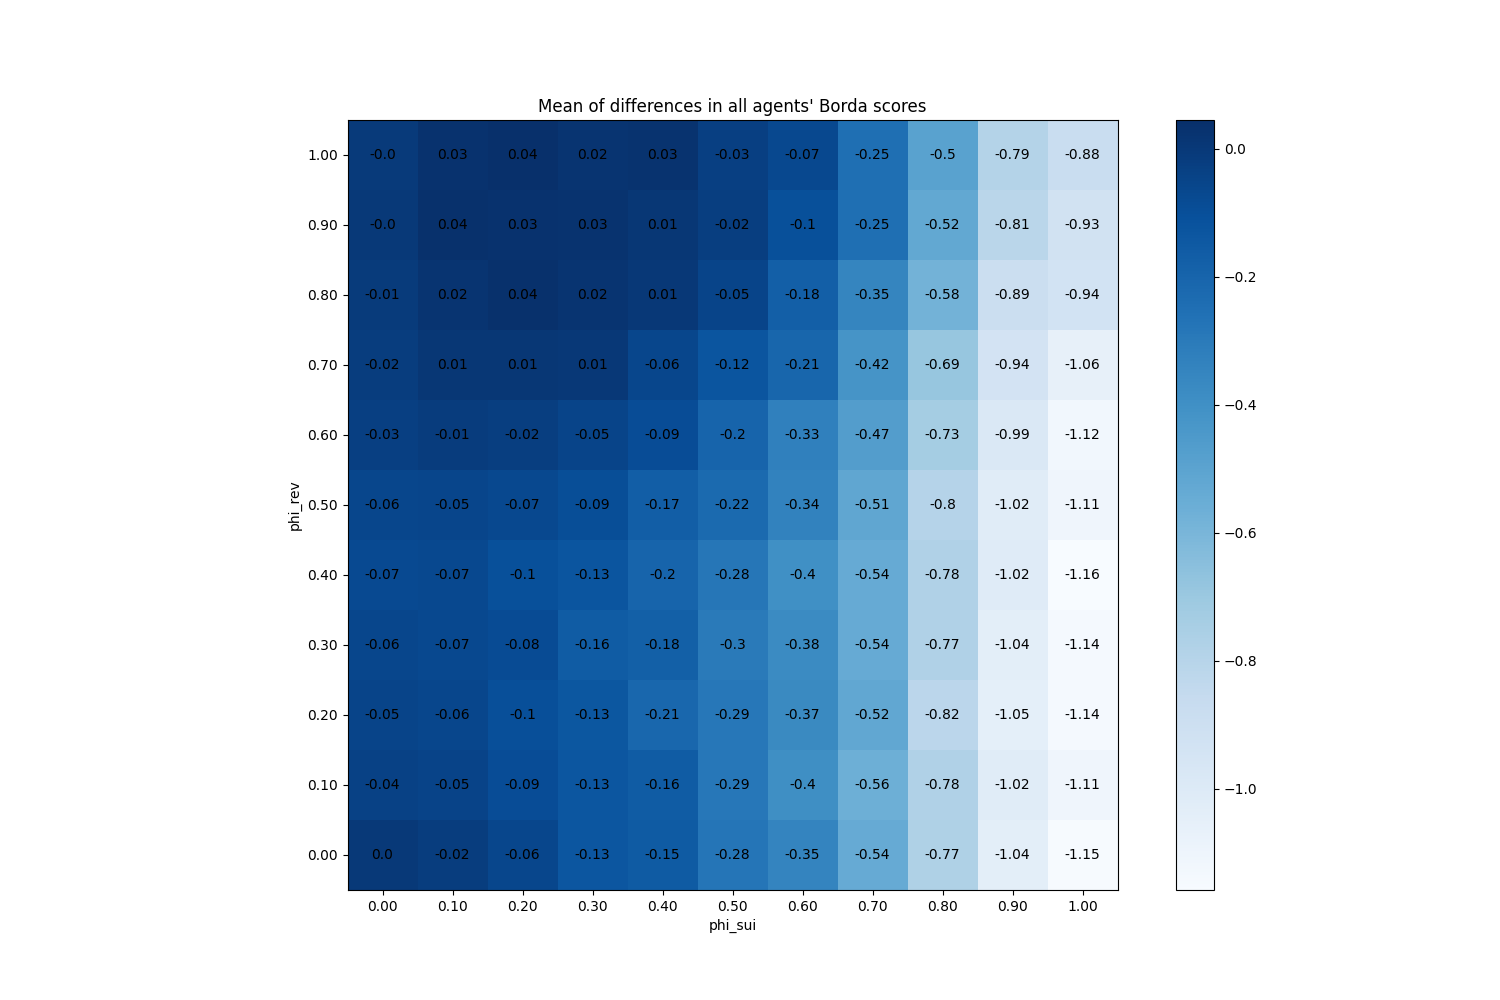 Mean of differences in all agents' Borda scores
1.00 -0.0 0.03 0.04 0.02 0.03 -0.03 -0.07 -0.25 -0.5 -0.79 -0.88
0.90 -0.0 0.04 0.03 0.03 0.01 -0.02 -0.1 -0.25 -0.52 -0.81 -0.93
0.80 -0.01 0.02 0.04 0.02 0.01 -0.05 -0.18 -0.35 -0.58 -0.89 -0.94
0.70 -0.02 0.01 0.01 0.01 -0.06 -0.12 -0.21 -0.42 -0.69 -0.94 -1.06
0.60 -0.03 -0.01 -0.02 -0.05 -0.09 -0.2 -0.33 -0.47 -0.73 -0.99 -1.12
phi_rev
0.50 -0.06 -0.05 -0.07 -0.09 -0.17 -0.22 -0.34 -0.51 -0.8 -1.02 -1.11
0.40 -0.07 -0.07 -0.1 -0.13 -0.2 -0.28 -0.4 -0.54 -0.78 -1.02 -1.16
0.30 -0.06 -0.07 -0.08 -0.16 -0.18 -0.3 -0.38 -0.54 -0.77 -1.04 -1.14
0.20 -0.05 -0.06 -0.1 -0.13 -0.21 -0.29 -0.37 -0.52 -0.82 -1.05 -1.14
0.10 -0.04 -0.05 -0.09 -0.13 -0.16 -0.29 -0.4 -0.56 -0.78 -1.02 -1.11
0.00 0.0 -0.02 -0.06 -0.13 -0.15 -0.28 -0.35 -0.54 -0.77 -1.04 -1.15
0.00 0.10 0.20 0.30 0.40 0.50 0.60 0.70 0.80 0.90 1.00
phi_sui
0.0
−0.2
−0.4
−0.6
−0.8
−1.0